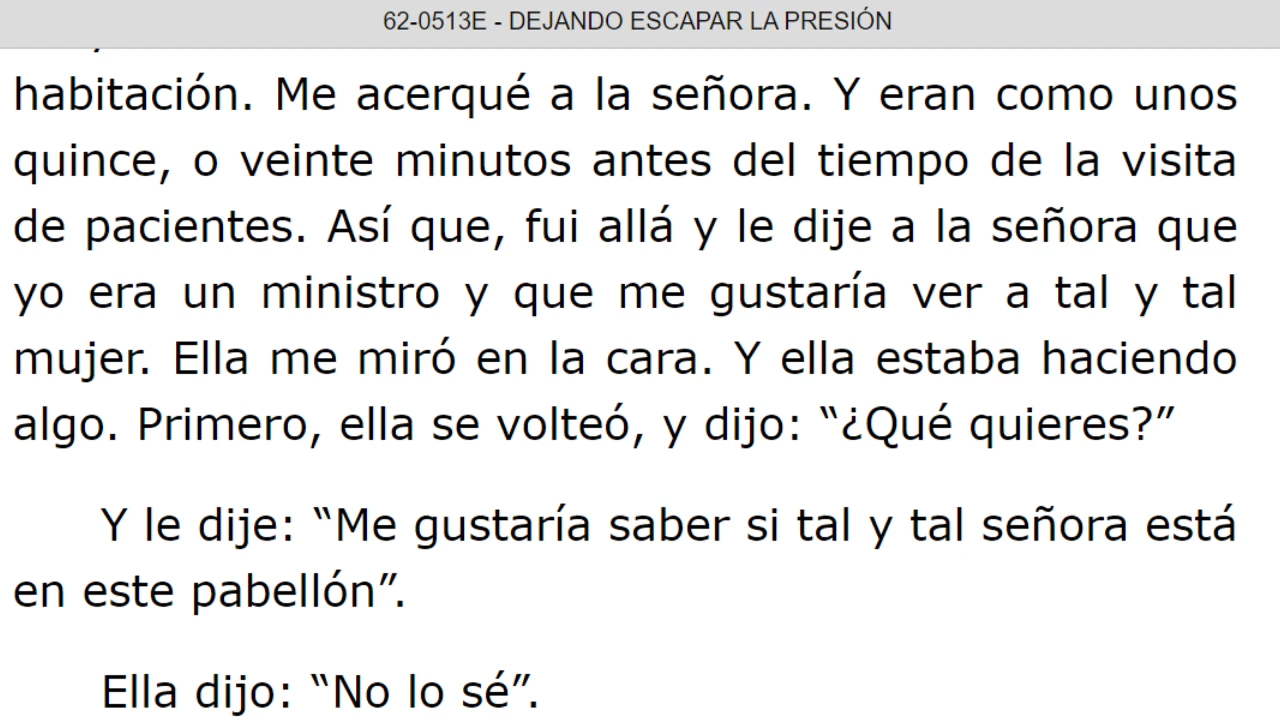 62-0513E - DEJANDO ESCAPAR LA PRESIÓN
habitación. Me acerqué a la señora. Y eran como unos
quince, o veinte minutos antes del tiempo de la visita
de pacientes. Así que, fui allá y le dije a la señora que
yo era un ministro y que me gustaría ver a tal y tal
mujer. Ella me miró en la cara. Y ella estaba haciendo
algo. Primero, ella se volteó, y dijo: “¿Qué quieres?”
Y le dije: “Me gustaría saber si tal y tal señora está
en este pabellón”.
Ella dijo: “No lo sé”.